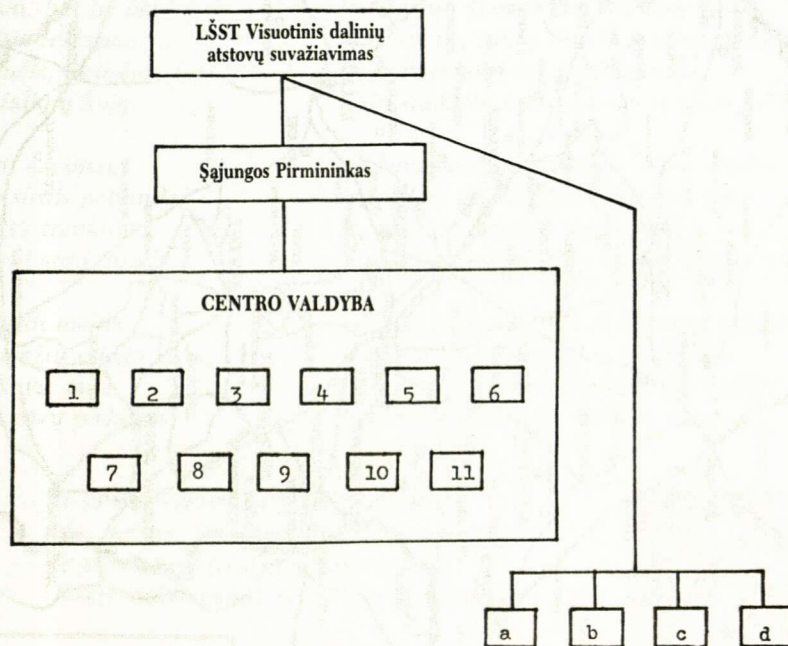 LŠST Visuotinis dalinių
atstovų suvažiavimas
Sąjungos Pirmininkas
CENTRO VALDYBA
1 2 3 4 5 6
7 8 9 10 11
a b c d